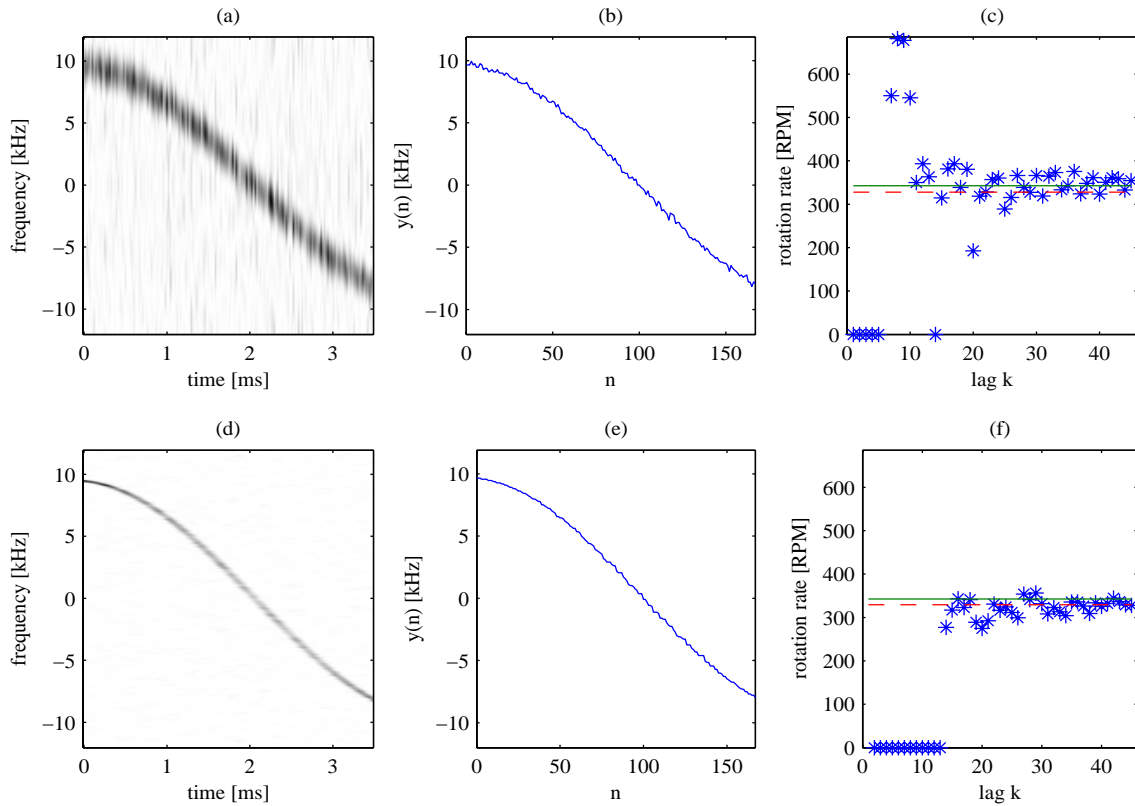 (a)
frequency [kHz]
10
5
0
−5
−10
0 1 2 3
time [ms]
(b)
y(n) [kHz]
10
5
0
−5
−10
0 50 100 150
n
(c)
rotation rate [RPM]
600
500
400
300
200
100
0
0 10 20 30 40
lag k
(d)
frequency [kHz]
10
5
0
−5
−10
0 1 2 3
time [ms]
(e)
y(n) [kHz]
10
5
0
−5
−10
0 50 100 150
n
(f)
rotation rate [RPM]
600
500
400
300
200
100
0
0 10 20 30 40
lag k